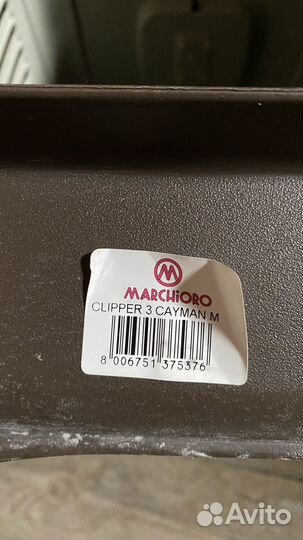 M
MARCHiORO
CLIPPER 3 CAYMAN M
8 006751 375376
Avito